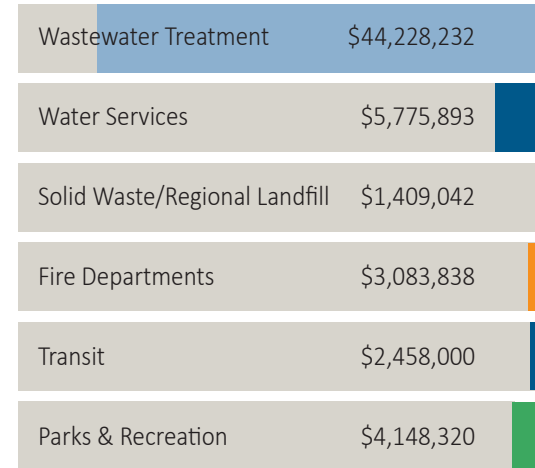 Wastewater Treatment $44,228,232
Water Services $5,775,893
Solid Waste/Regional Landfill $1,409,042
Fire Departments $3,083,838
Transit $2,458,000
Parks & Recreation $4,148,320